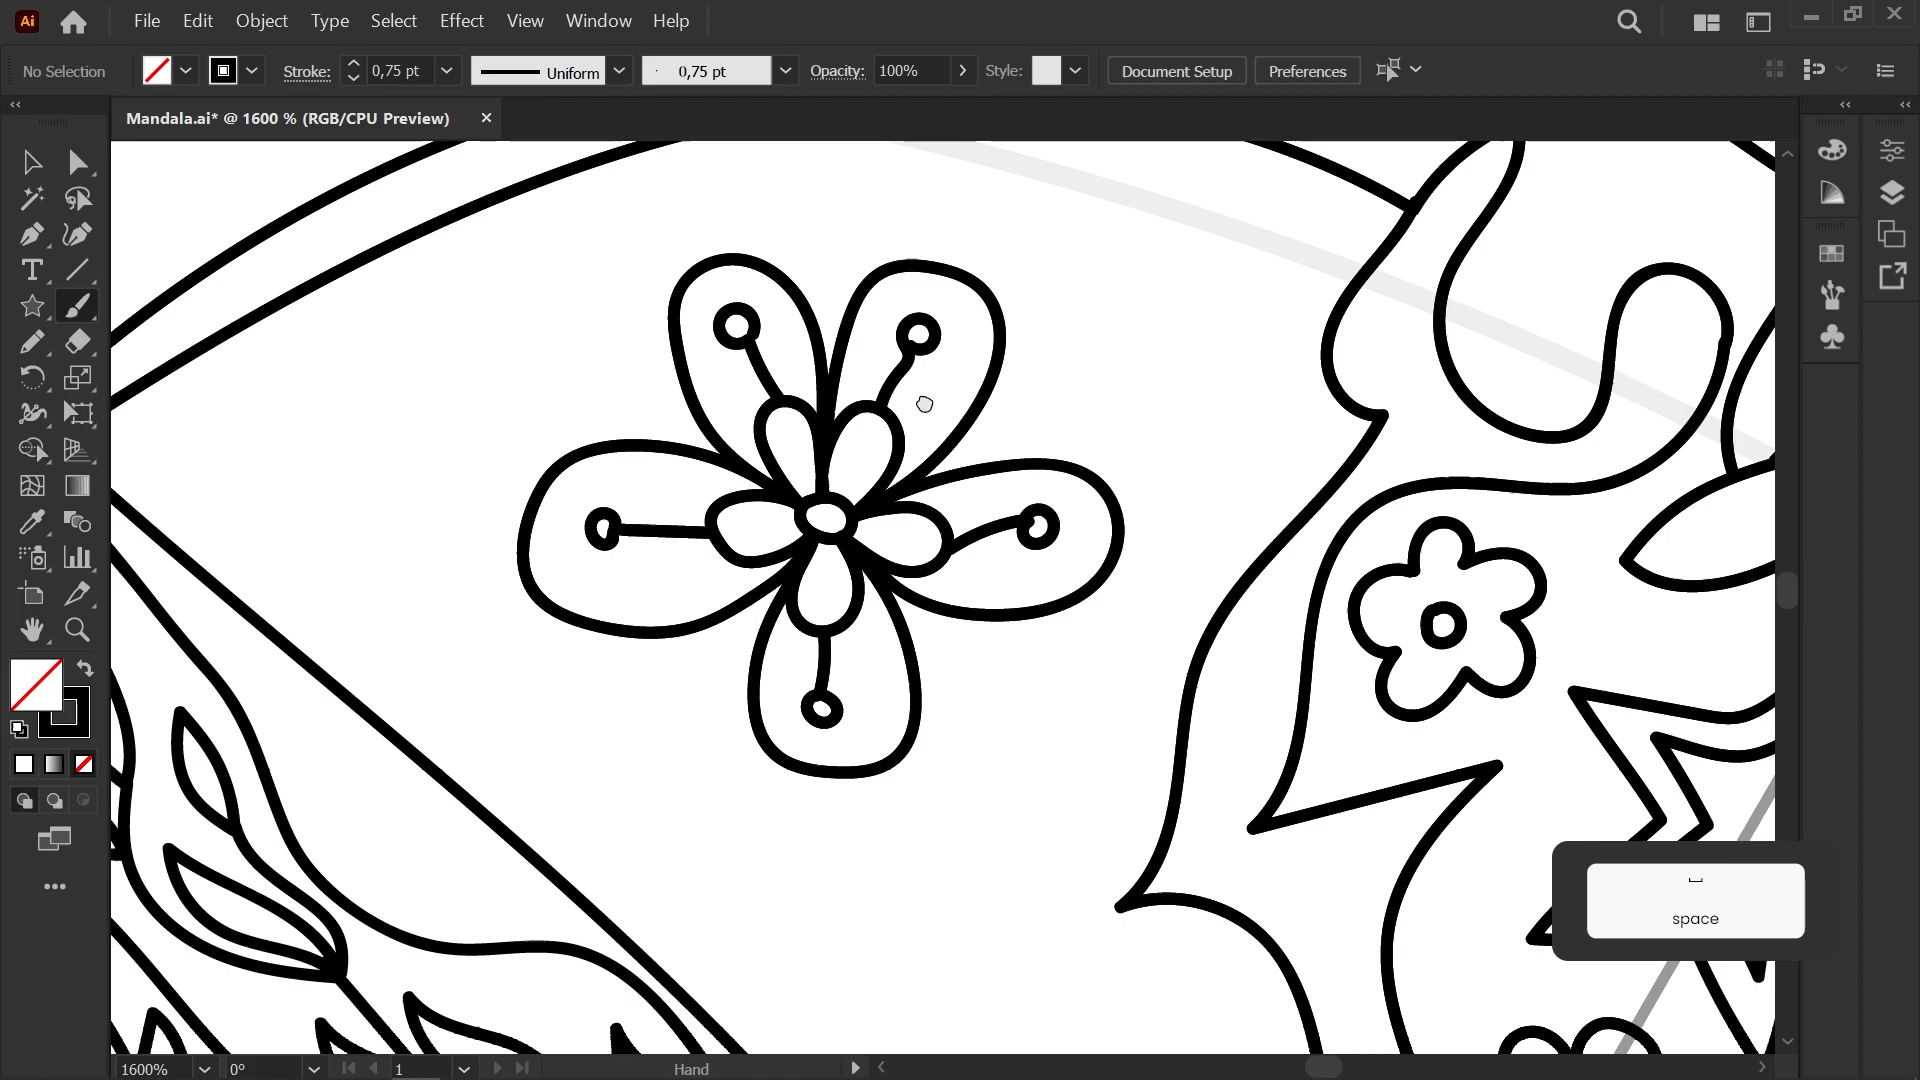 Ai File Edit Object Type Select Effect View Window Help
No Selection Stroke: 0,75 pt Uniform 0,75 pt Opacity: 100% Style: Document Setup Preferences
Mandala.ai* @ 1600 % (RGB/CPU Preview)
space
1600% 0° 1 Hand